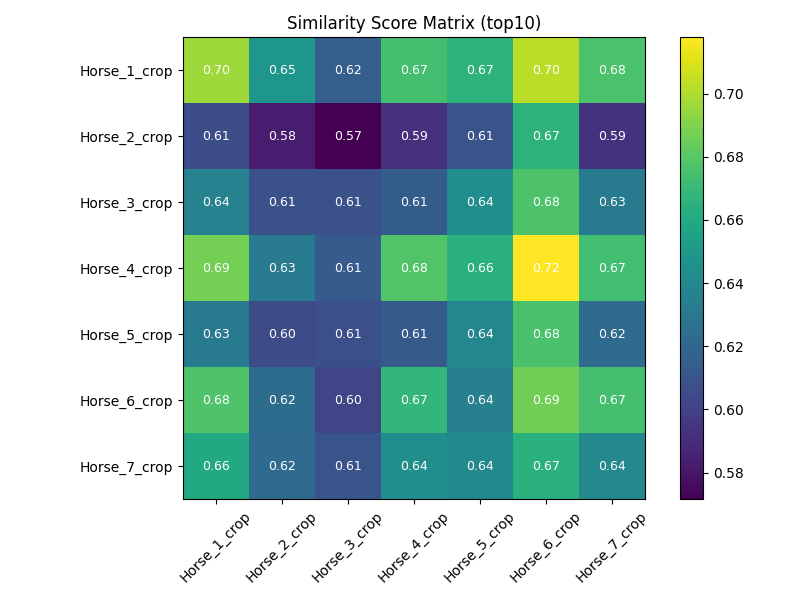 Similarity Score Matrix (top10)
Horse_1_crop 0.70 0.65 0.62 0.67 0.67 0.70 0.68
Horse_2_crop 0.61 0.58 0.57 0.59 0.61 0.67 0.59
Horse_3_crop 0.64 0.61 0.61 0.61 0.64 0.68 0.63
Horse_4_crop 0.69 0.63 0.61 0.68 0.66 0.72 0.67
Horse_5_crop 0.63 0.60 0.61 0.61 0.64 0.68 0.62
Horse_6_crop 0.68 0.62 0.60 0.67 0.64 0.69 0.67
Horse_7_crop 0.66 0.62 0.61 0.64 0.64 0.67 0.64
Horse_1_crop Horse_2_crop Horse_3_crop Horse_4_crop Horse_5_crop Horse_6_crop Horse_7_crop
0.70
0.68
0.66
0.64
0.62
0.60
0.58